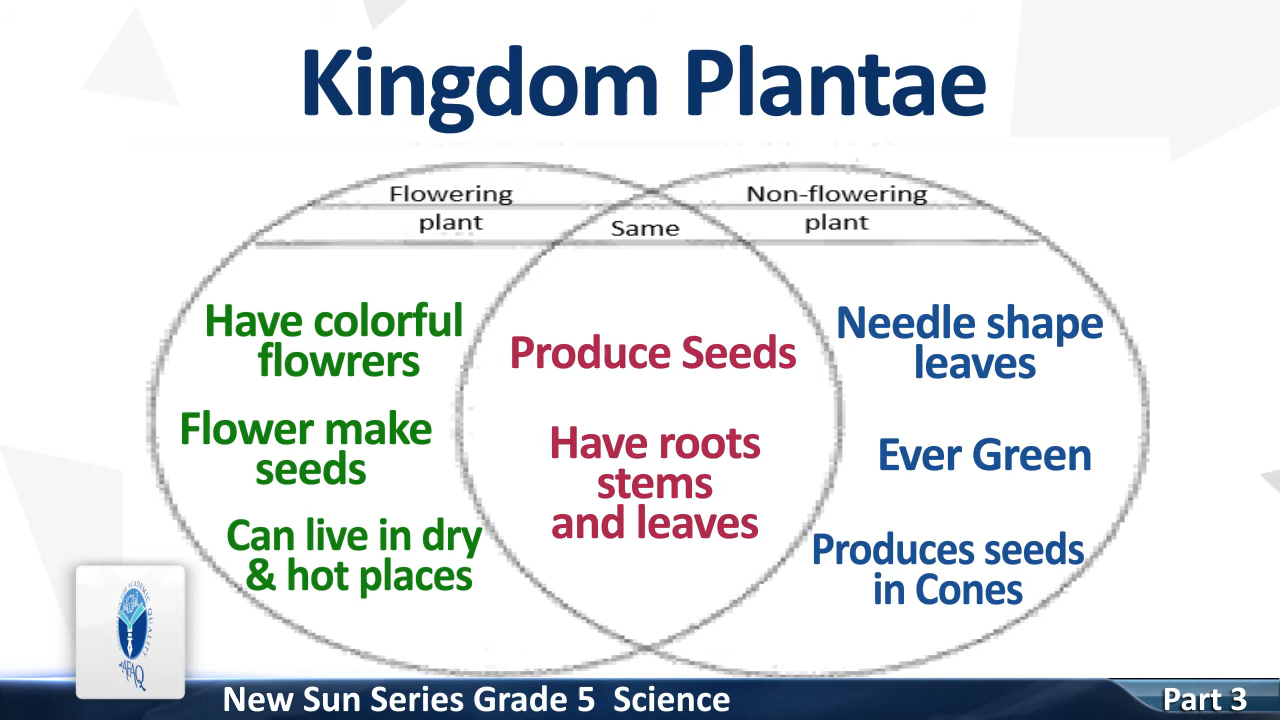 Kingdom Plantae
Flowering
plant
Same
Non-flowering
plant
Have colorful
flowrers
Flower make
seeds
Can live in dry
& hot places
Produce Seeds
Have roots
stems
and leaves
Needle shape
leaves
Ever Green
Produces seeds
in Cones
AFAQ
New Sun Series Grade 5 Science
Part 3